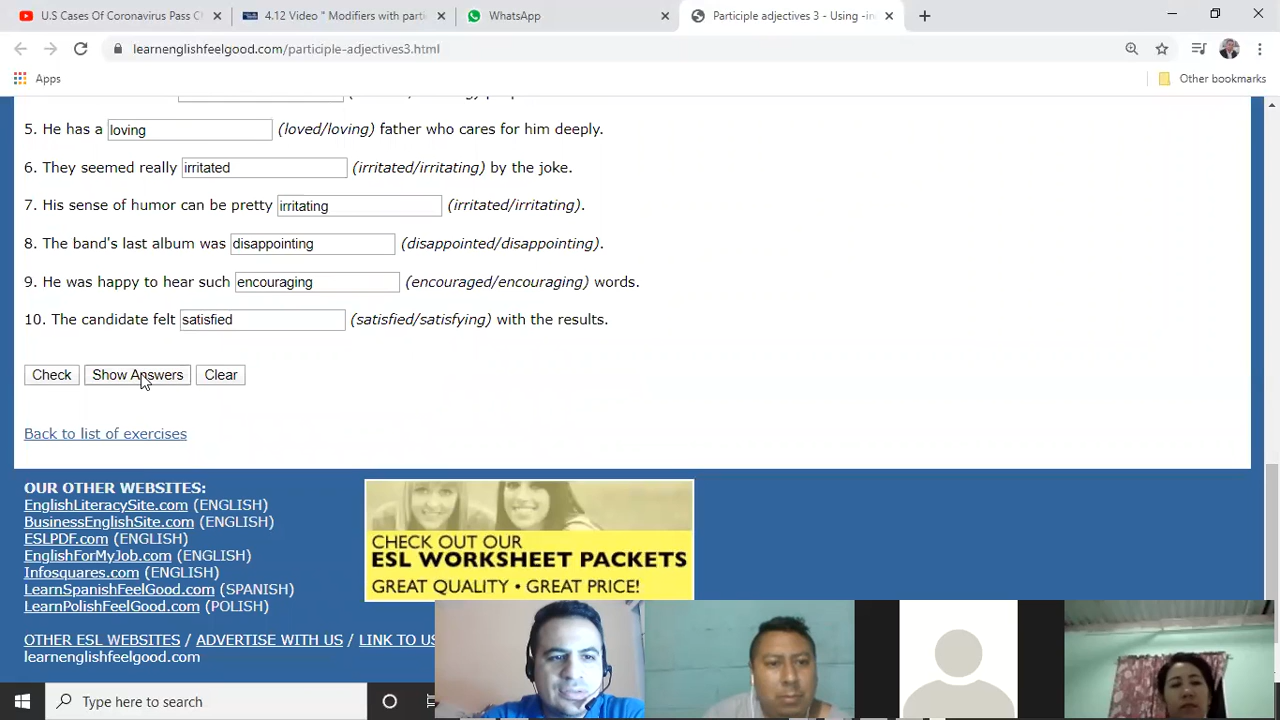 U.S Cases Of Coronavirus Pass C
4.12 Video " Modifiers with parti
WhatsApp
Participle adjectives 3 - Using -in
learnenglishfeelgood.com/participle-adjectives3.html
Apps
Other bookmarks
5. He has a loving (loved/loving) father who cares for him deeply.
6. They seemed really irritated (irritated/irritating) by the joke.
7. His sense of humor can be pretty irritating (irritated/irritating).
8. The band's last album was disappointing (disappointed/disappointing).
9. He was happy to hear such encouraging (encouraged/encouraging) words.
10. The candidate felt satisfied (satisfied/satisfying) with the results.
Check Show Answers Clear
Back to list of exercises
OUR OTHER WEBSITES:
EnglishLiteracySite.com (ENGLISH)
BusinessEnglishSite.com (ENGLISH)
ESLPDF.com (ENGLISH)
EnglishForMyJob.com (ENGLISH)
Infosquares.com (ENGLISH)
LearnSpanishFeelGood.com (SPANISH)
LearnPolishFeelGood.com (POLISH)
CHECK OUT OUR
ESL WORKSHEET PACKETS
GREAT QUALITY • GREAT PRICE!
OTHER ESL WEBSITES / ADVERTISE WITH US / LINK TO US
learnenglishfeelgood.com
Type here to search